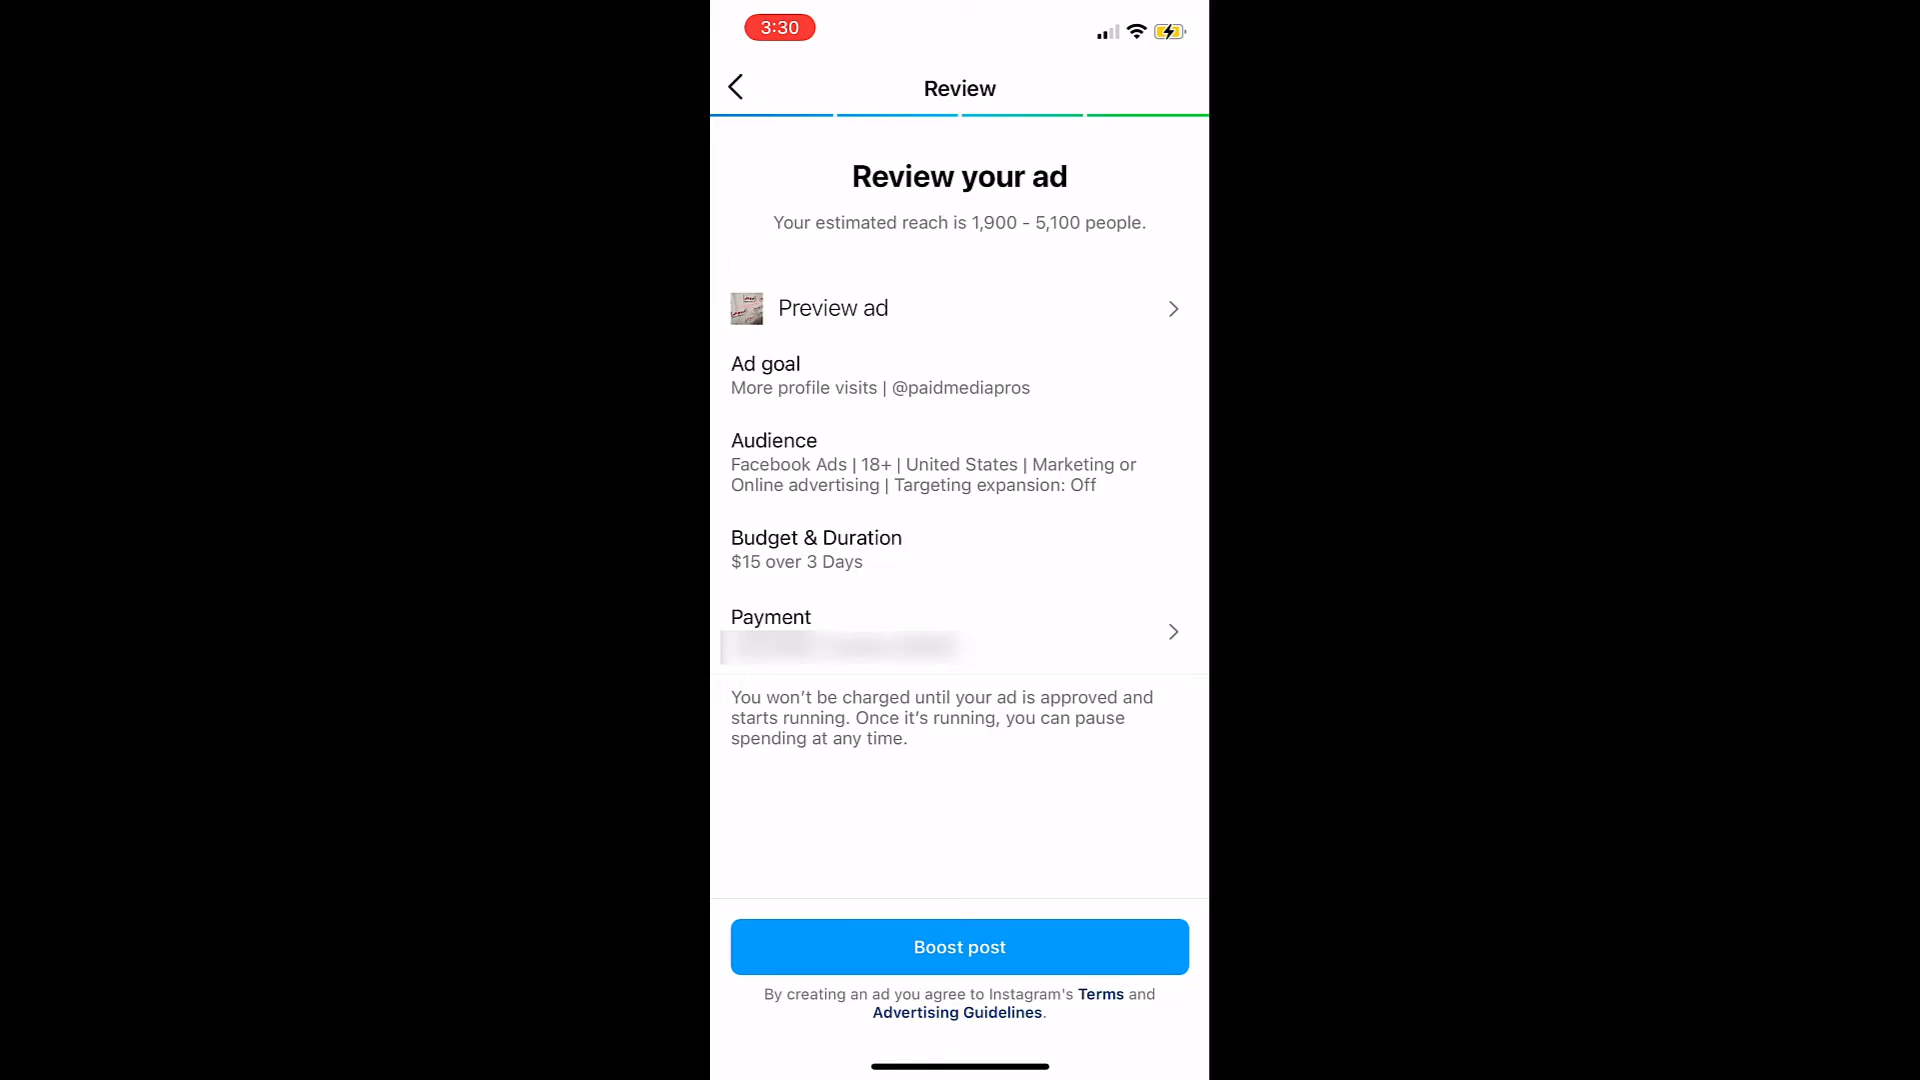 3:30
Review
Review your ad
Your estimated reach is 1,900 - 5,100 people.
Preview ad
Ad goal
More profile visits | @paidmediapros
Audience
Facebook Ads | 18+ | United States | Marketing or
Online advertising | Targeting expansion: Off
Budget & Duration
$15 over 3 Days
Payment
You won’t be charged until your ad is approved and
starts running. Once it’s running, you can pause
spending at any time.
Boost post
By creating an ad you agree to Instagram's Terms and
Advertising Guidelines.